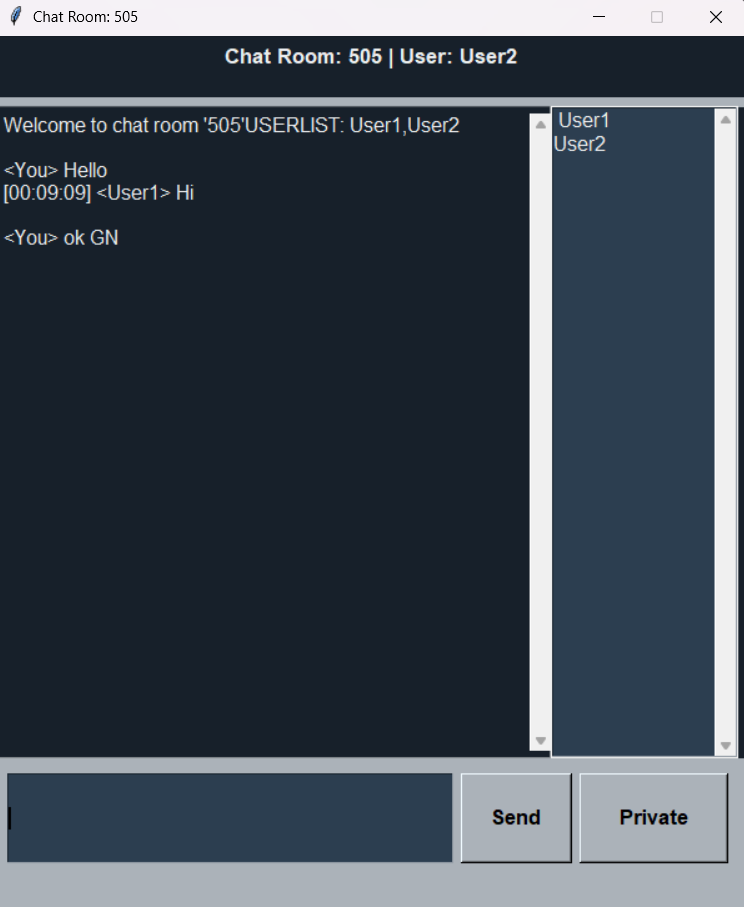 Chat Room: 505
Chat Room: 505 | User: User2
Welcome to chat room '505'USERLIST: User1,User2
<You> Hello
[00:09:09] <User1> Hi
<You> ok GN
User1
User2
Send
Private